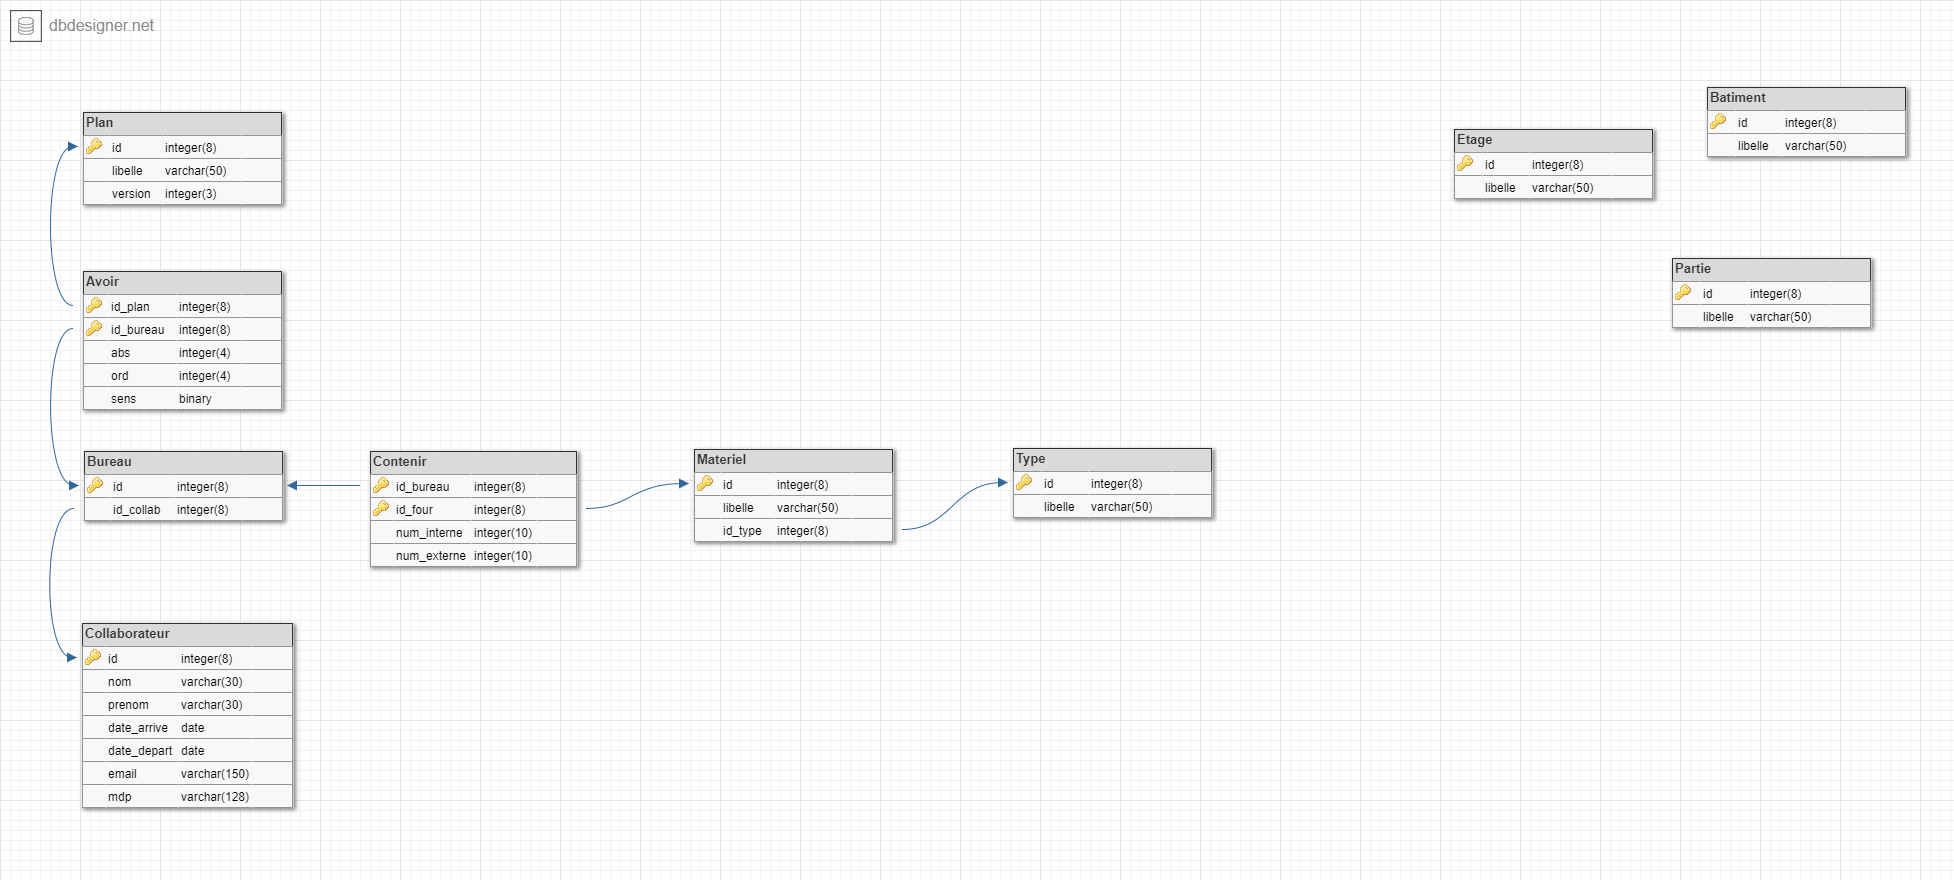 dbdesigner.net
Plan
id integer(8)
libelle varchar(50)
version integer(3)
Avoir
id_plan integer(8)
id_bureau integer(8)
abs integer(4)
ord integer(4)
sens binary
Bureau
id integer(8)
id_collab integer(8)
Contenir
id_bureau integer(8)
id_four integer(8)
num_interne integer(10)
num_externe integer(10)
Materiel
id integer(8)
libelle varchar(50)
id_type integer(8)
Type
id integer(8)
libelle varchar(50)
Collaborateur
id integer(8)
nom varchar(30)
prenom varchar(30)
date_arrive date
date_depart date
email varchar(150)
mdp varchar(128)
Etage
id integer(8)
libelle varchar(50)
Batiment
id integer(8)
libelle varchar(50)
Partie
id integer(8)
libelle varchar(50)